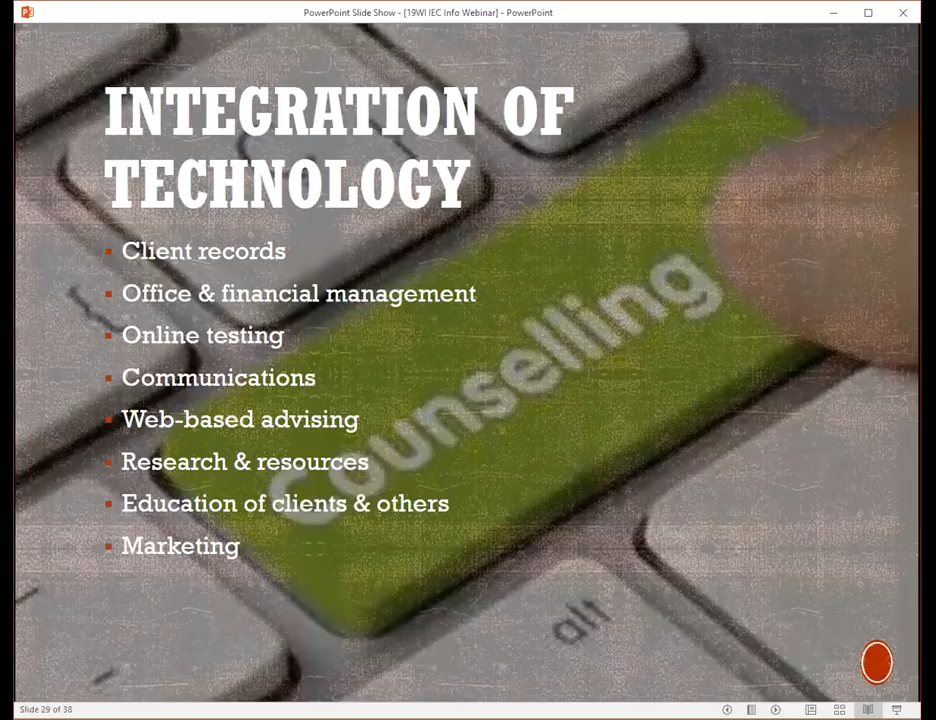 PowerPoint Slide Show - [19WI IEC Info Webinar] - PowerPoint
INTEGRATION OF
TECHNOLOGY
Client records
Office & financial management
Online testing
Communications
Web-based advising
Research & resources
Education of clients & others
Marketing
Counselling
alt
Slide 29 of 38